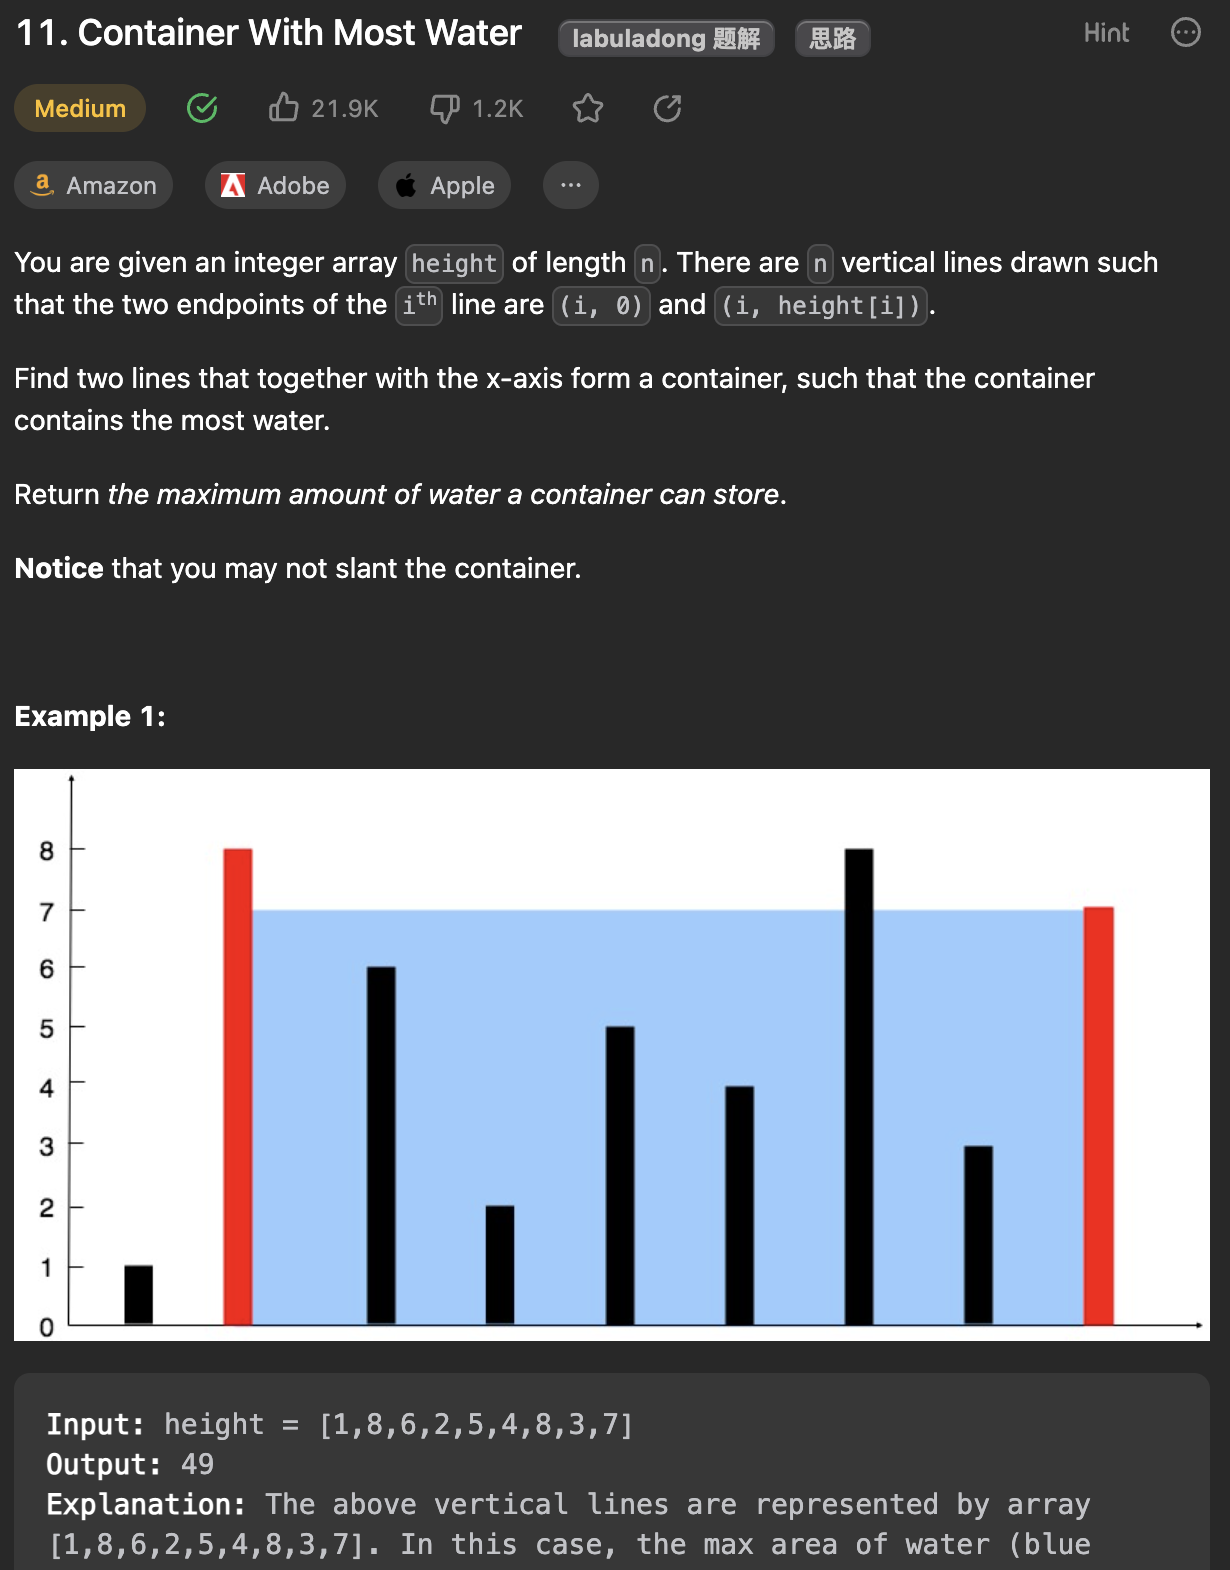 11. Container With Most Water labuladong 题解 思路 Hint
Medium 21.9K 1.2K
Amazon Adobe Apple ...
You are given an integer array height of length n. There are n vertical lines drawn such
that the two endpoints of the ith line are (i, 0) and (i, height[i]).
Find two lines that together with the x-axis form a container, such that the container
contains the most water.
Return the maximum amount of water a container can store.
Notice that you may not slant the container.
Example 1:
8
7
6
5
4
3
2
1
0
Input: height = [1,8,6,2,5,4,8,3,7]
Output: 49
Explanation: The above vertical lines are represented by array
[1,8,6,2,5,4,8,3,7]. In this case, the max area of water (blue